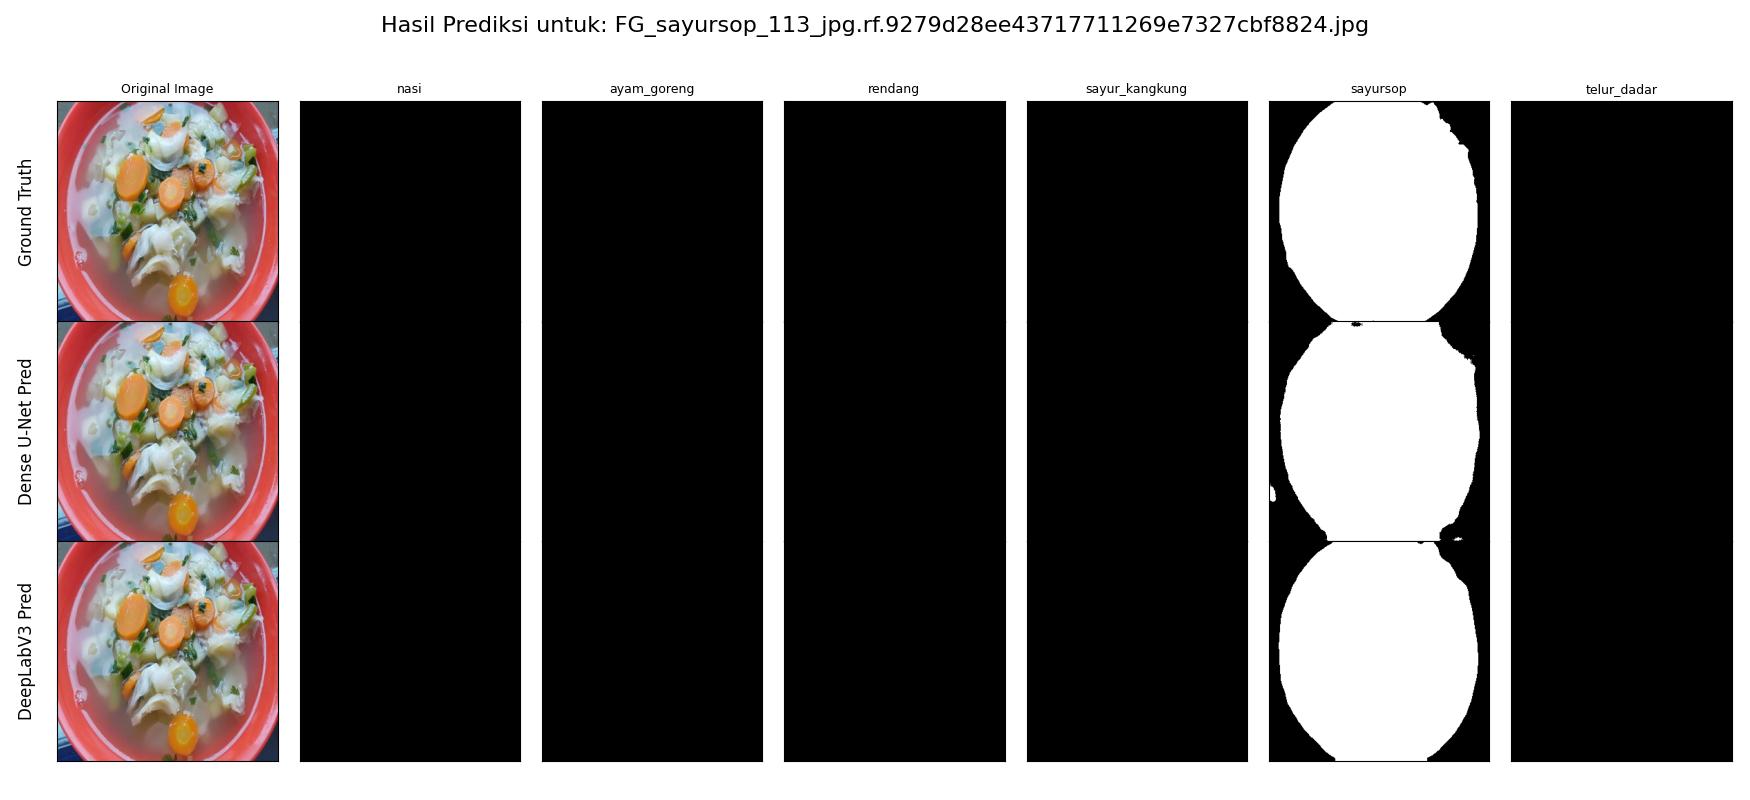 Hasil Prediksi untuk: FG_sayursop_113_jpg.rf.9279d28ee43717711269e7327cbf8824.jpg
Original Image
nasi
ayam_goreng
rendang
sayur_kangkung
sayursop
telur_dadar
Ground Truth
Dense U-Net Pred
DeepLabV3 Pred